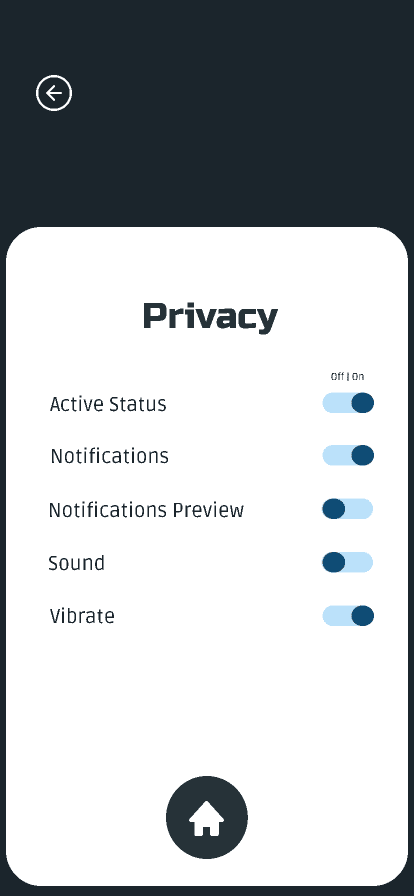 Privacy
Off | On
Active Status
Notifications
Notifications Preview
Sound
Vibrate